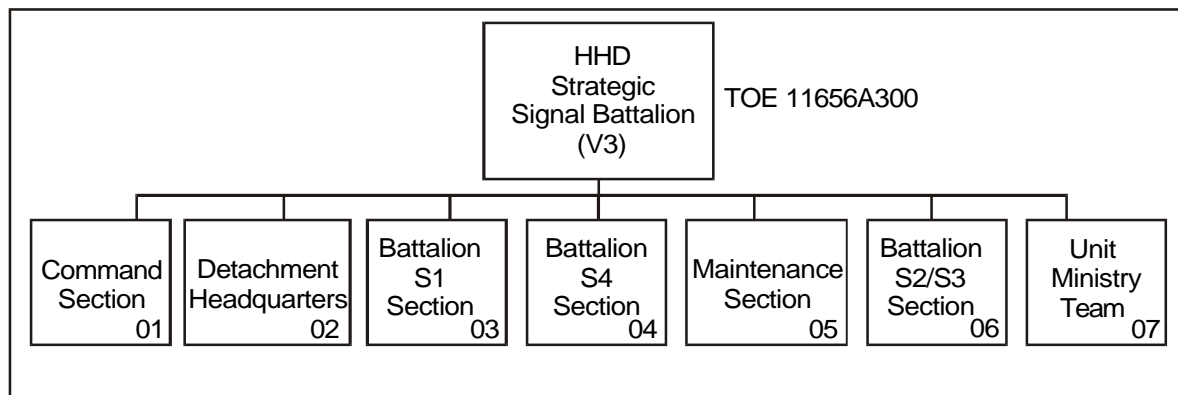 HHD
Strategic
Signal Battalion
(V3)
TOE 11656A300
Command
Section
01
Detachment
Headquarters
02
Battalion
S1
Section
03
Battalion
S4
Section
04
Maintenance
Section
05
Battalion
S2/S3
Section
06
Unit
Ministry
Team
07